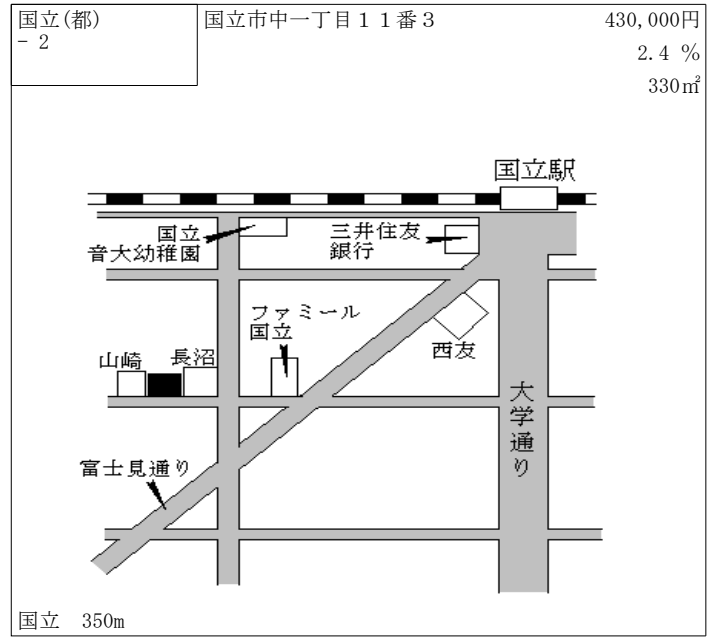 国立(都)
- 2
国立市中一丁目１１番３
430,000円
2.4 %
330㎡
国立駅
国立
音大幼稚園
三井住友
銀行
ファミール
国立
西友
山崎
長沼
大学通り
富士見通り
国立 350m